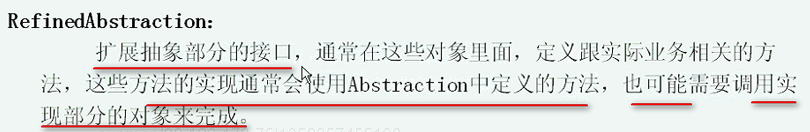 RefinedAbstraction：
扩展抽象部分的接口，通常在这些对象里面，定义跟实际业务相关的方
法，这些方法的实现通常会使用Abstraction中定义的方法，也可能需要调用实
现部分的对象来完成。